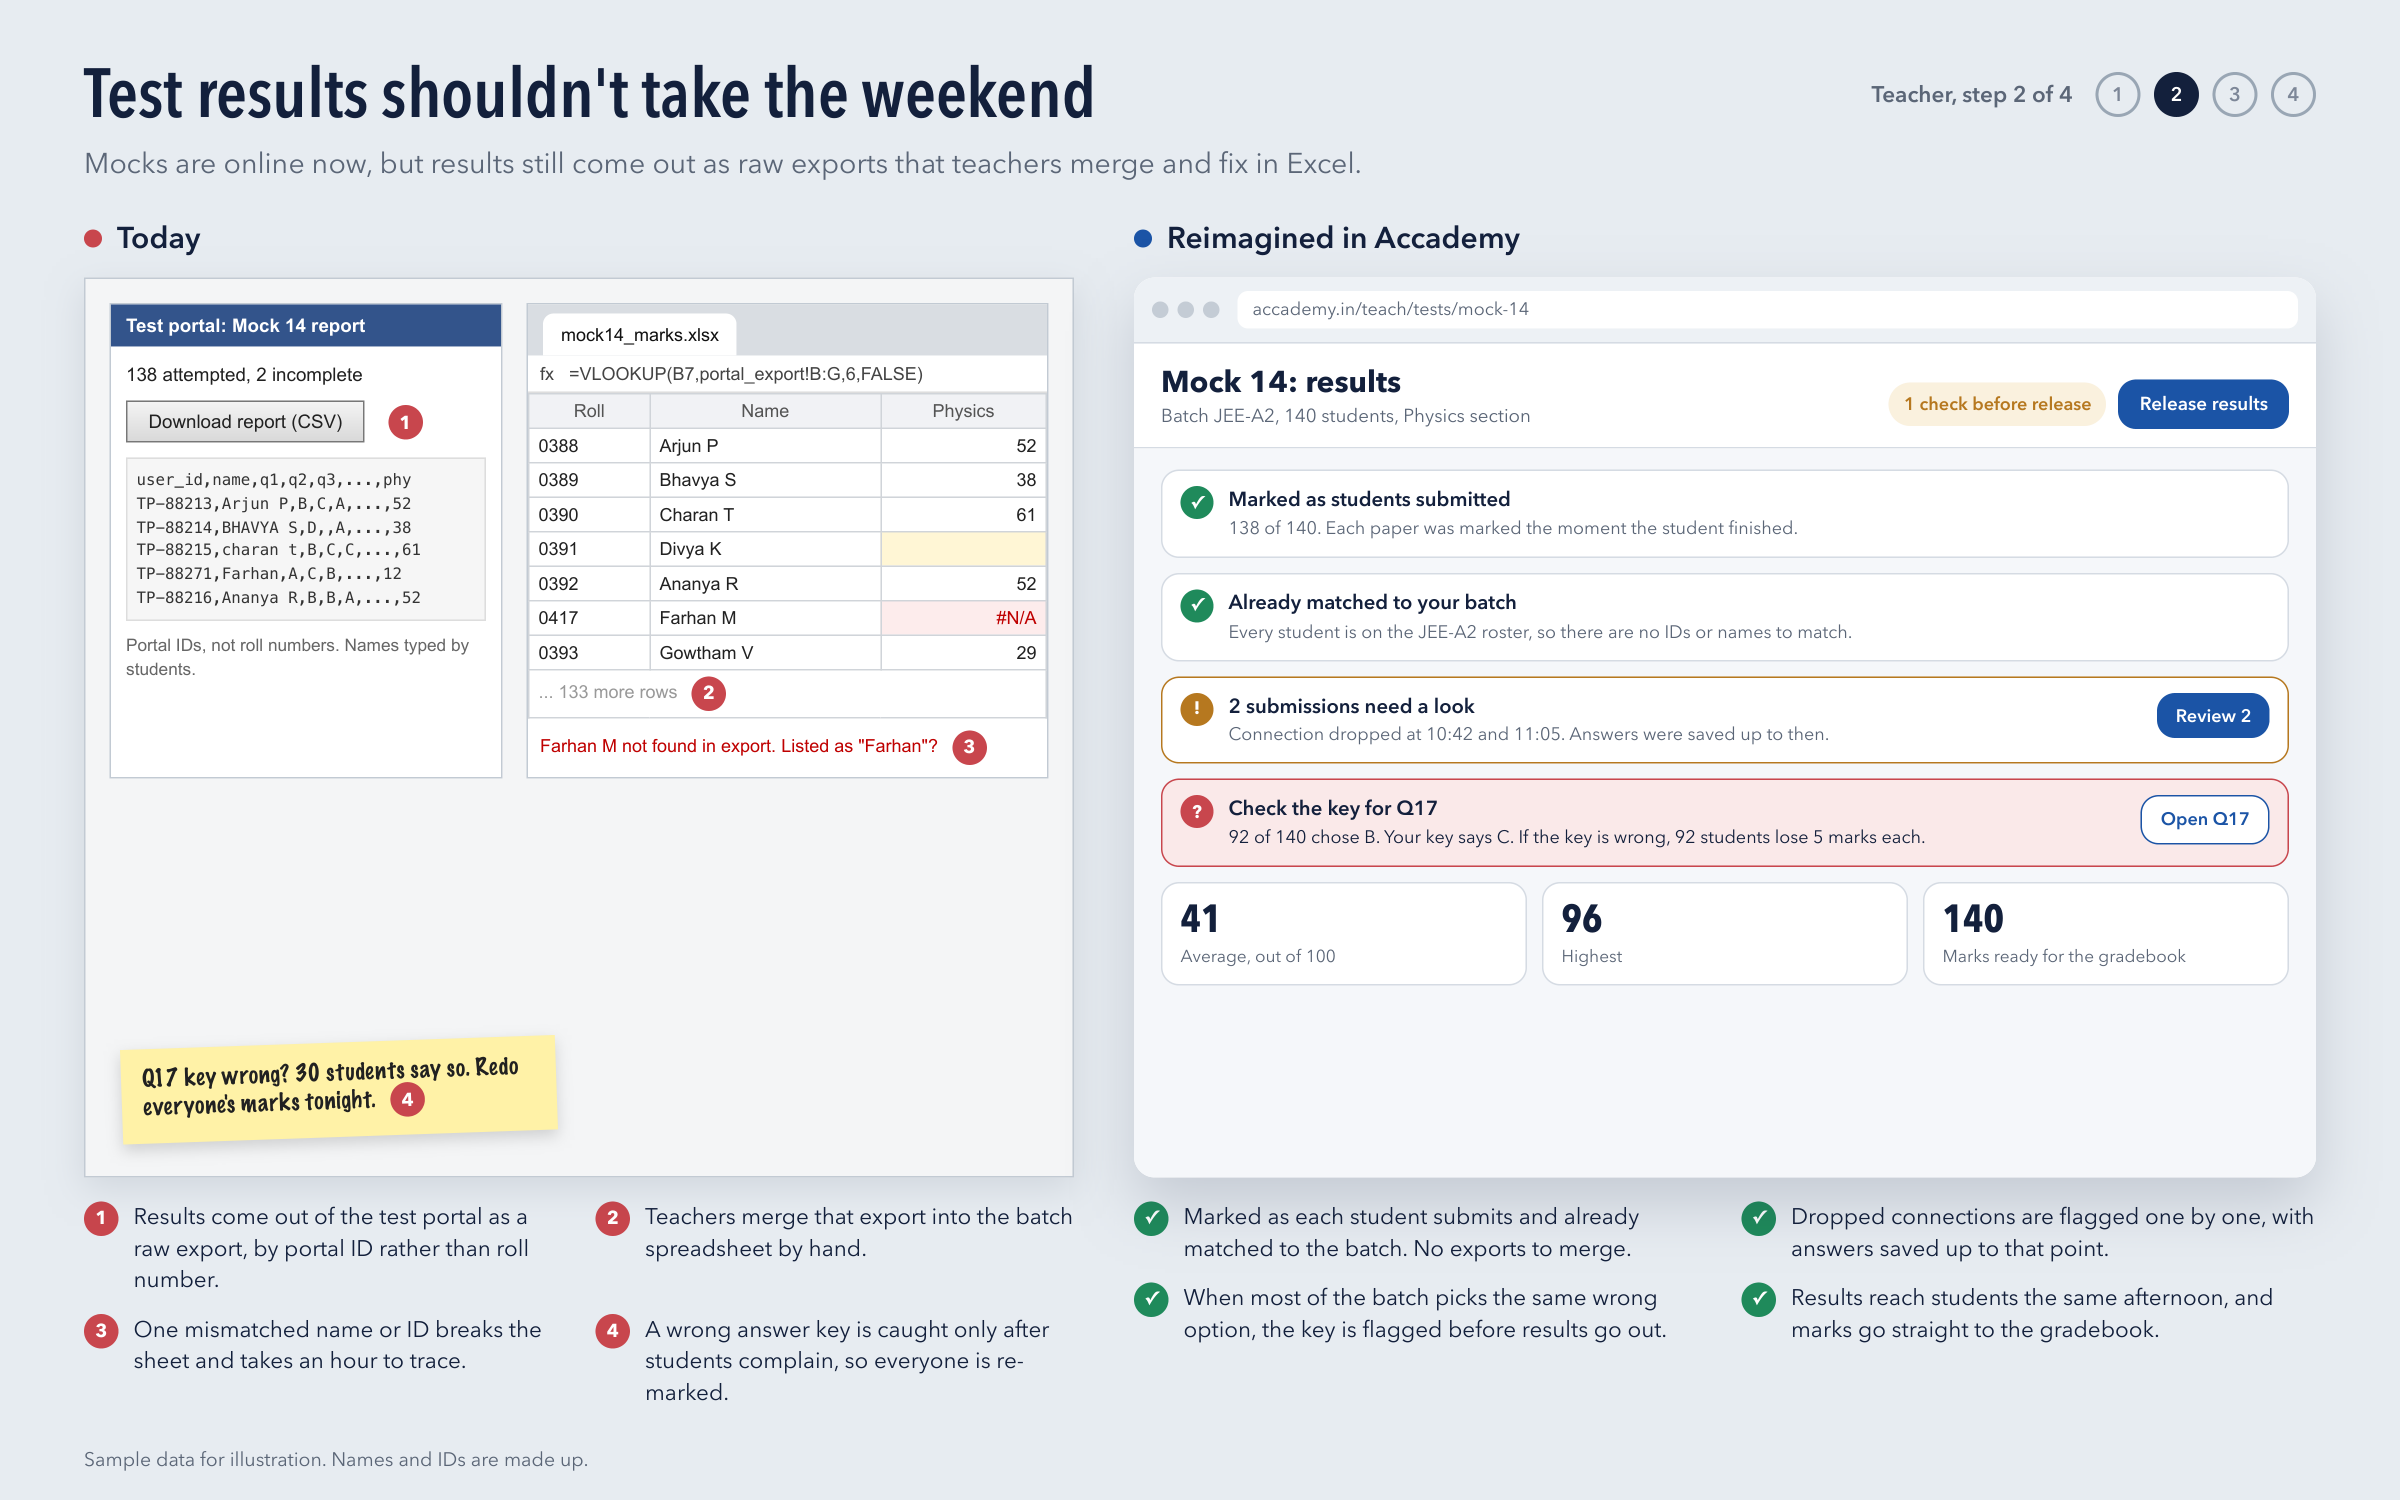 Test results shouldn't take the weekend
Teacher, step 2 of 4 1 2 3 4
Mocks are online now, but results still come out as raw exports that teachers merge and fix in Excel.
Today
Test portal: Mock 14 report
138 attempted, 2 incomplete
Download report (CSV) 1
user_id,name,q1,q2,q3,...,phy
TP-88213,Arjun P,B,C,A,...,52
TP-88214,BHAVYA S,D,,A,...,38
TP-88215,charan t,B,C,C,...,61
TP-88271,Farhan,A,C,B,...,12
TP-88216,Ananya R,B,B,A,...,52
Portal IDs, not roll numbers. Names typed by
students.
mock14_marks.xlsx
fx =VLOOKUP(B7,portal_export!B:G,6,FALSE)
Roll Name Physics
0388 Arjun P 52
0389 Bhavya S 38
0390 Charan T 61
0391 Divya K
0392 Ananya R 52
0417 Farhan M #N/A
0393 Gowtham V 29
... 133 more rows 2
Farhan M not found in export. Listed as "Farhan"? 3
Q17 key wrong? 30 students say so. Redo
everyone's marks tonight. 4
1 Results come out of the test portal as a
raw export, by portal ID rather than roll
number.
2 Teachers merge that export into the batch
spreadsheet by hand.
3 One mismatched name or ID breaks the
sheet and takes an hour to trace.
4 A wrong answer key is caught only after
students complain, so everyone is re-
marked.
Reimagined in Accademy
accademy.in/teach/tests/mock-14
Mock 14: results
Batch JEE-A2, 140 students, Physics section
1 check before release
Release results
Marked as students submitted
138 of 140. Each paper was marked the moment the student finished.
Already matched to your batch
Every student is on the JEE-A2 roster, so there are no IDs or names to match.
! 2 submissions need a look
Connection dropped at 10:42 and 11:05. Answers were saved up to then.
Review 2
? Check the key for Q17
92 of 140 chose B. Your key says C. If the key is wrong, 92 students lose 5 marks each.
Open Q17
41
Average, out of 100
96
Highest
140
Marks ready for the gradebook
Marked as each student submits and already
matched to the batch. No exports to merge.
Dropped connections are flagged one by one, with
answers saved up to that point.
When most of the batch picks the same wrong
option, the key is flagged before results go out.
Results reach students the same afternoon, and
marks go straight to the gradebook.
Sample data for illustration. Names and IDs are made up.